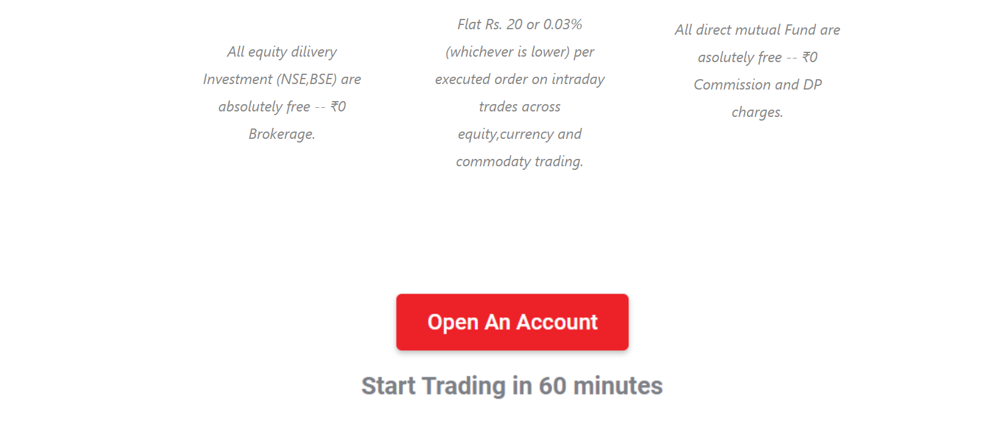 All equity dilivery
Investment (NSE,BSE) are
absolutely free -- ₹0
Brokerage.
Flat Rs. 20 or 0.03%
(whichever is lower) per
executed order on intraday
trades across
equity,currency and
commodaty trading.
All direct mutual Fund are
asolutely free -- ₹0
Commission and DP
charges.
Open An Account
Start Trading in 60 minutes